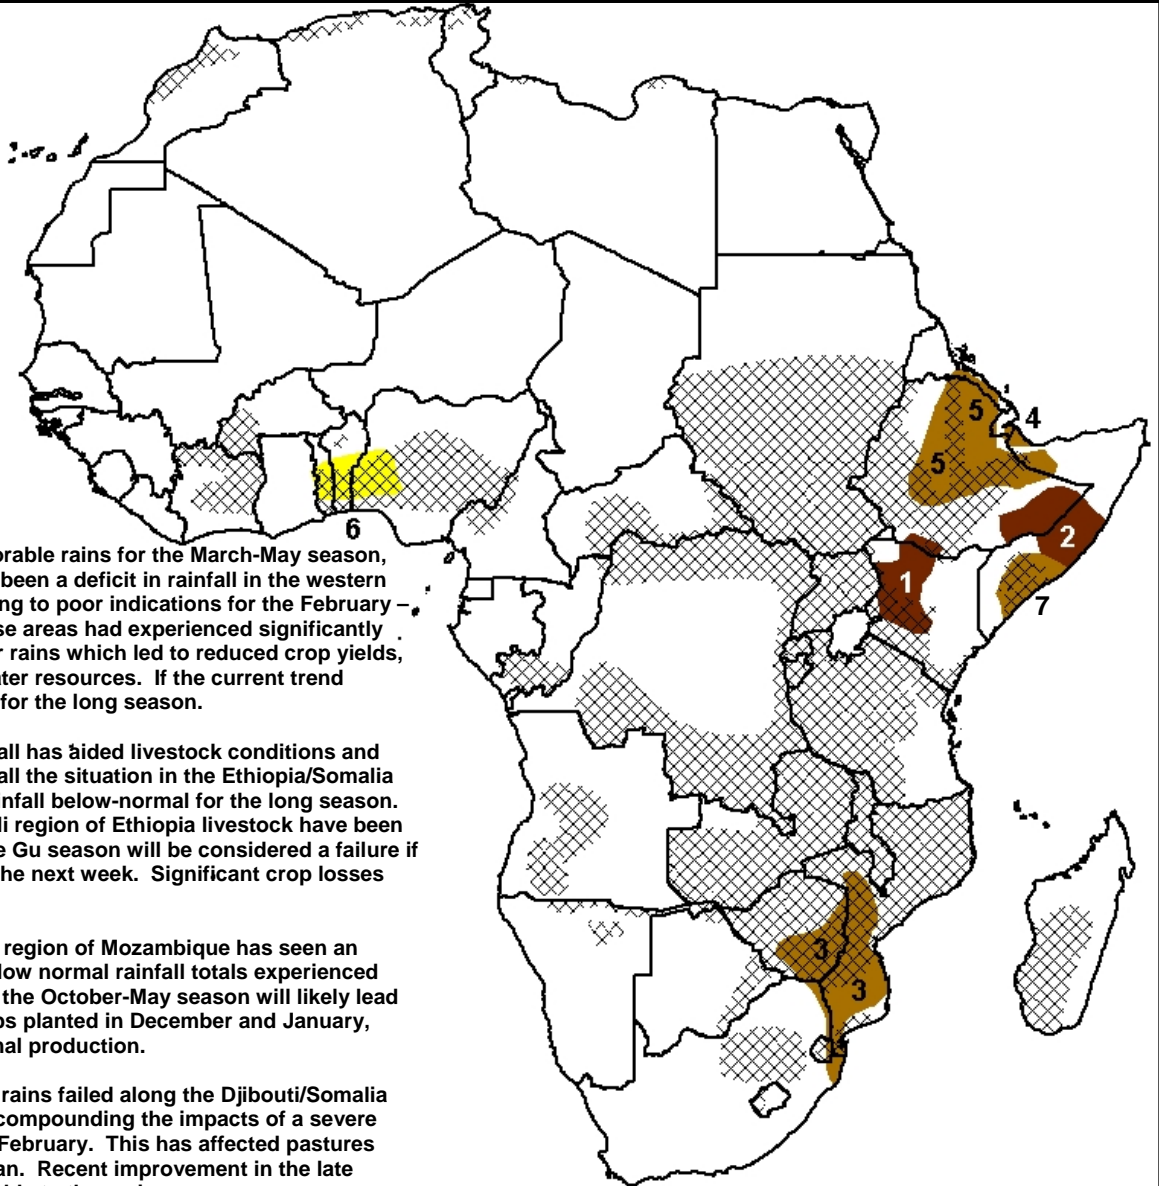 5
4
5
2
6
1
7
orable rains for the March-May season,
been a deficit in rainfall in the western
ng to poor indications for the February –
se areas had experienced significantly
r rains which led to reduced crop yields,
ater resources. If the current trend
for the long season.
all has aided livestock conditions and
all the situation in the Ethiopia/Somalia
infall below-normal for the long season.
li region of Ethiopia livestock have been
e Gu season will be considered a failure if
he next week. Significant crop losses
region of Mozambique has seen an
low normal rainfall totals experienced
the October-May season will likely lead
ps planted in December and January,
nal production.
3
3
rains failed along the Djibouti/Somalia
compounding the impacts of a severe
February. This has affected pastures
an. Recent improvement in the late